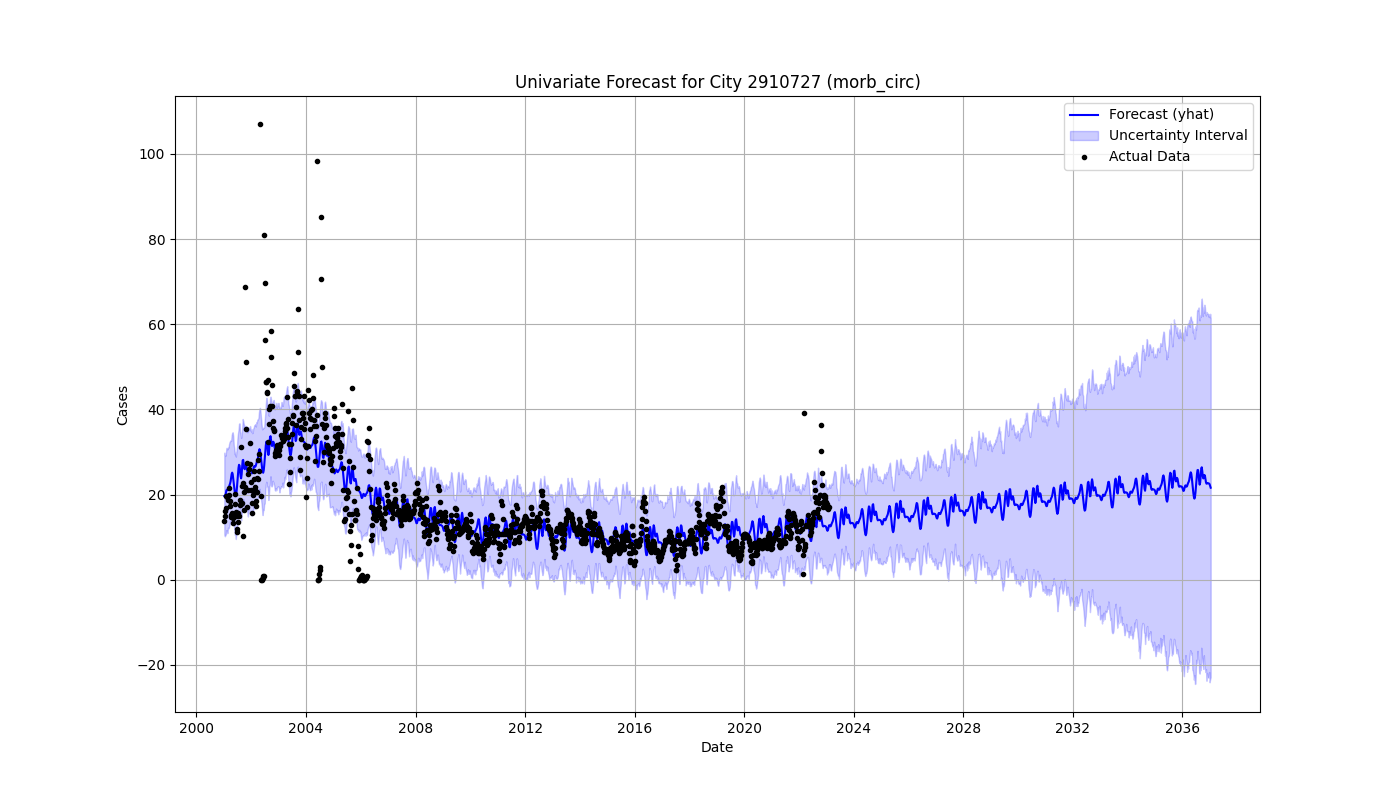 Univariate Forecast for City 2910727 (morb_circ)
Forecast (yhat)
Uncertainty Interval
Actual Data
Cases
100
80
60
40
20
0
−20
2000 2004 2008 2012 2016 2020 2024 2028 2032 2036
Date